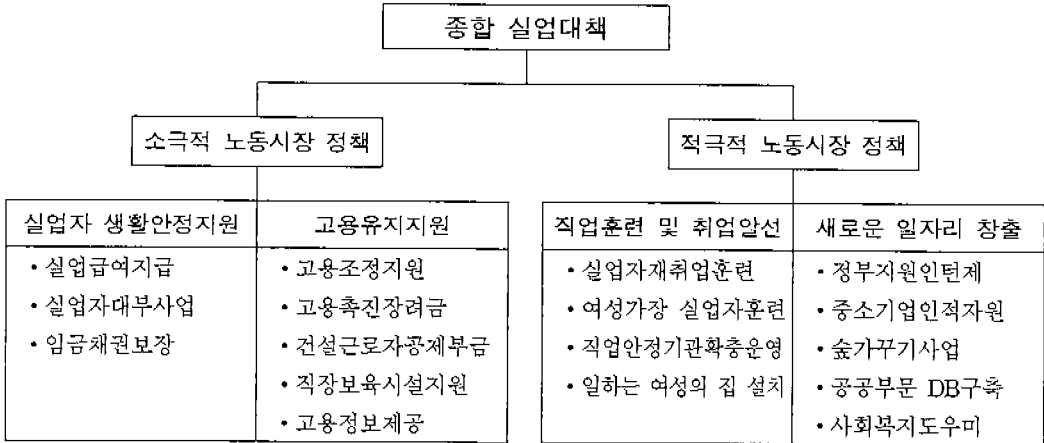 종합 실업대책
소극적 노동시장 정책
적극적 노동시장 정책
실업자 생활안정지원
• 실업급여지급
• 실업자대부사업
• 임금채권보장
고용유지지원
• 고용조정지원
• 고용촉진장려금
• 건설근로자공제부금
• 직장보육시설지원
• 고용정보제공
직업훈련 및 취업알선
• 실업자재취업훈련
• 여성가장 실업자훈련
• 직업안정기관확충운영
• 일하는 여성의 집 설치
새로운 일자리 창출
• 정부지원인턴제
• 중소기업인적자원
• 숲가꾸기사업
• 공공부문 DB구축
• 사회복지도우미